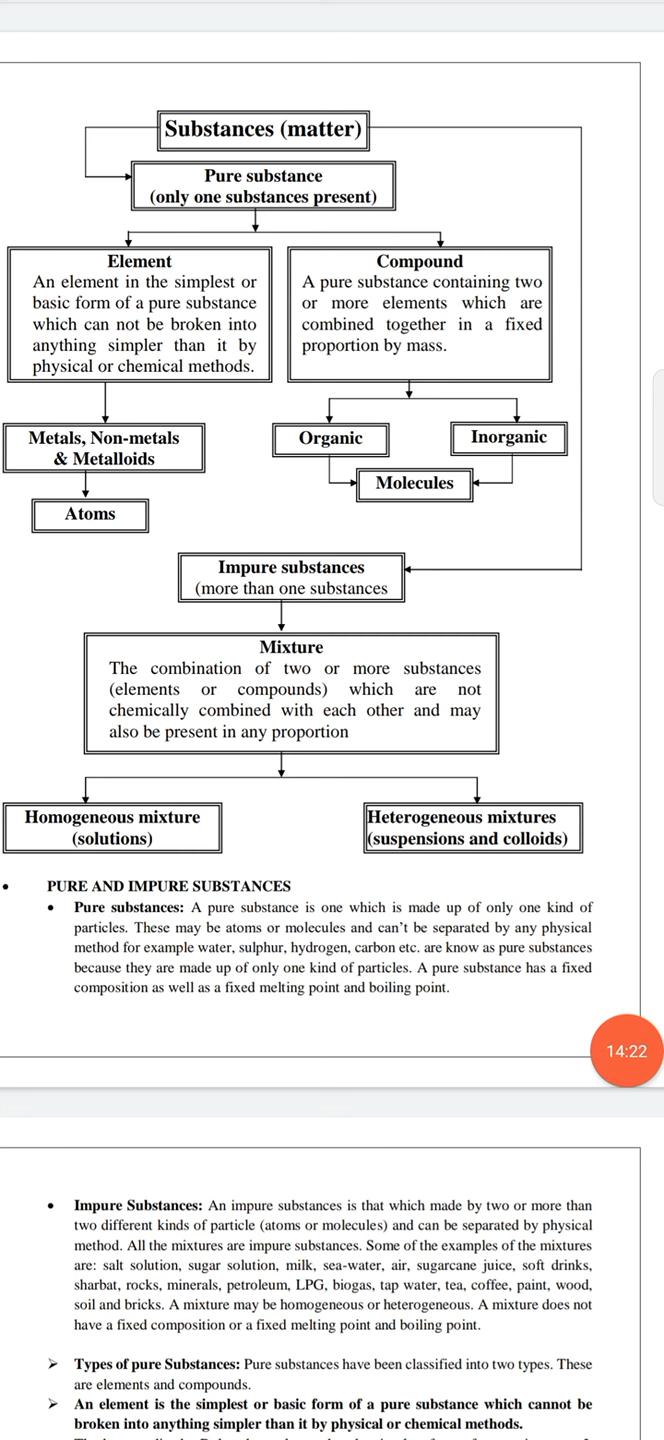 Substances (matter)
Pure substance
(only one substances present)
Element
An element in the simplest or
basic form of a pure substance
which can not be broken into
anything simpler than it by
physical or chemical methods.
Compound
A pure substance containing two
or more elements which are
combined together in a fixed
proportion by mass.
Metals, Non-metals
& Metalloids
Organic
Inorganic
Molecules
Atoms
Impure substances
(more than one substances
Mixture
The combination of two or more substances
(elements or compounds) which are not
chemically combined with each other and may
also be present in any proportion
Homogeneous mixture
(solutions)
Heterogeneous mixtures
(suspensions and colloids)
• PURE AND IMPURE SUBSTANCES
• Pure substances: A pure substance is one which is made up of only one kind of
particles. These may be atoms or molecules and can’t be separated by any physical
method for example water, sulphur, hydrogen, carbon etc. are know as pure substances
because they are made up of only one kind of particles. A pure substance has a fixed
composition as well as a fixed melting point and boiling point.
14:22
• Impure Substances: An impure substances is that which made by two or more than
two different kinds of particle (atoms or molecules) and can be separated by physical
method. All the mixtures are impure substances. Some of the examples of the mixtures
are: salt solution, sugar solution, milk, sea-water, air, sugarcane juice, soft drinks,
sharbat, rocks, minerals, petroleum, LPG, biogas, tap water, tea, coffee, paint, wood,
soil and bricks. A mixture may be homogeneous or heterogeneous. A mixture does not
have a fixed composition or a fixed melting point and boiling point.
➢ Types of pure Substances: Pure substances have been classified into two types. These
are elements and compounds.
➢ An element is the simplest or basic form of a pure substance which cannot be
broken into anything simpler than it by physical or chemical methods.